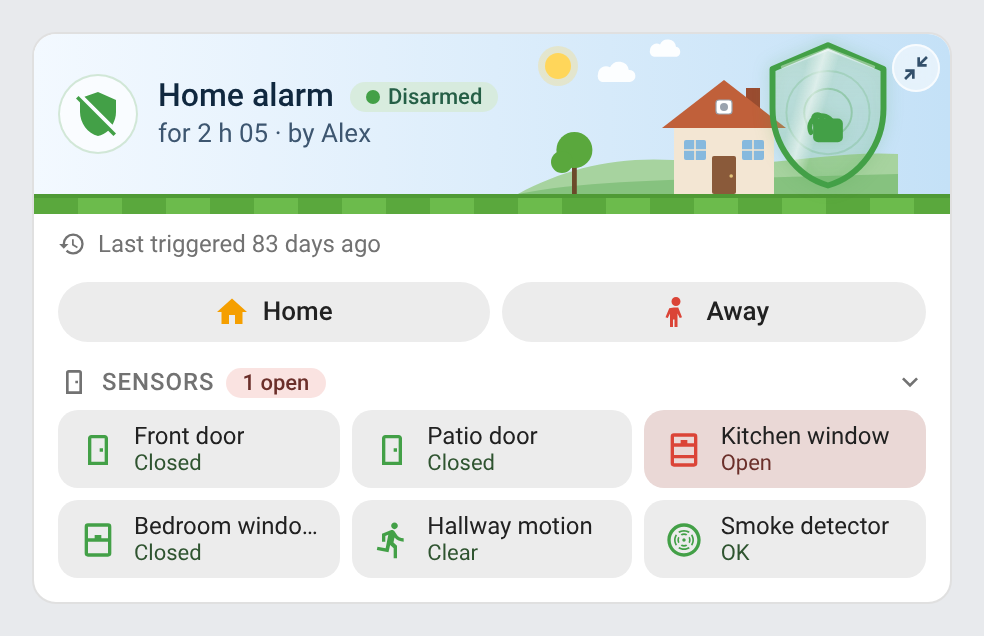 Home alarm
Disarmed
for 2 h 05 · by Alex
Last triggered 83 days ago
Home
Away
SENSORS
1 open
Front door
Closed
Patio door
Closed
Kitchen window
Open
Bedroom windo...
Closed
Hallway motion
Clear
Smoke detector
OK